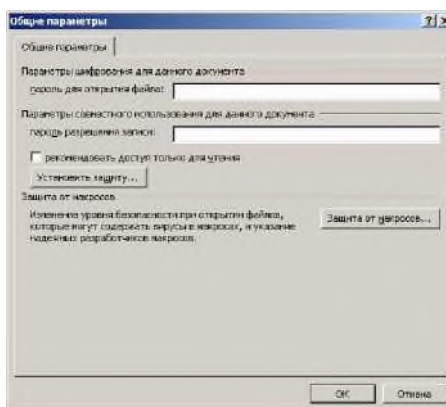 Общие параметры
Общие параметры
Параметры шифрования для данного документа
пароль для открытия файла:
Параметры совместного использования для данного документа
пароль разрешения записи:
рекомендовать доступ только для чтения
Установить защиту...
Защита от макросов
Изменение уровня безопасности при открытии файлов,
которые могут содержать вирусы в макросах, и указание
надежных разработчиков макросов.
Защита от макросов...
ОК
Отмена